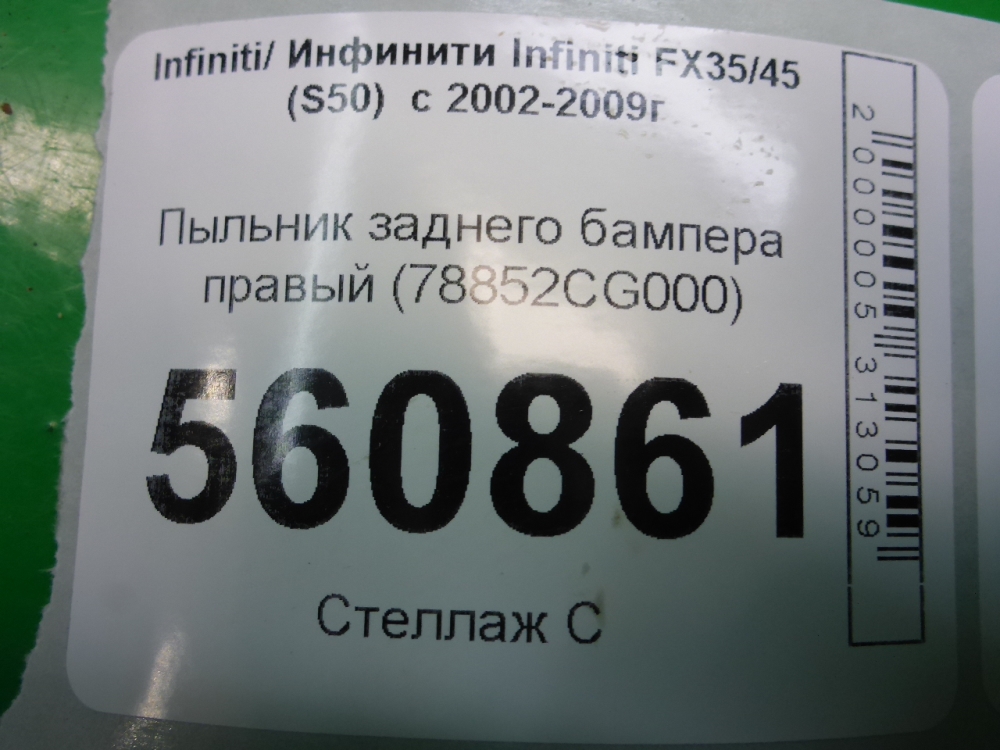 Infiniti/ Инфинити Infiniti FX35/45
(S50) с 2002-2009г
Пыльник заднего бампера
правый (78852CG000)
560861
Стеллаж С
2000005313059